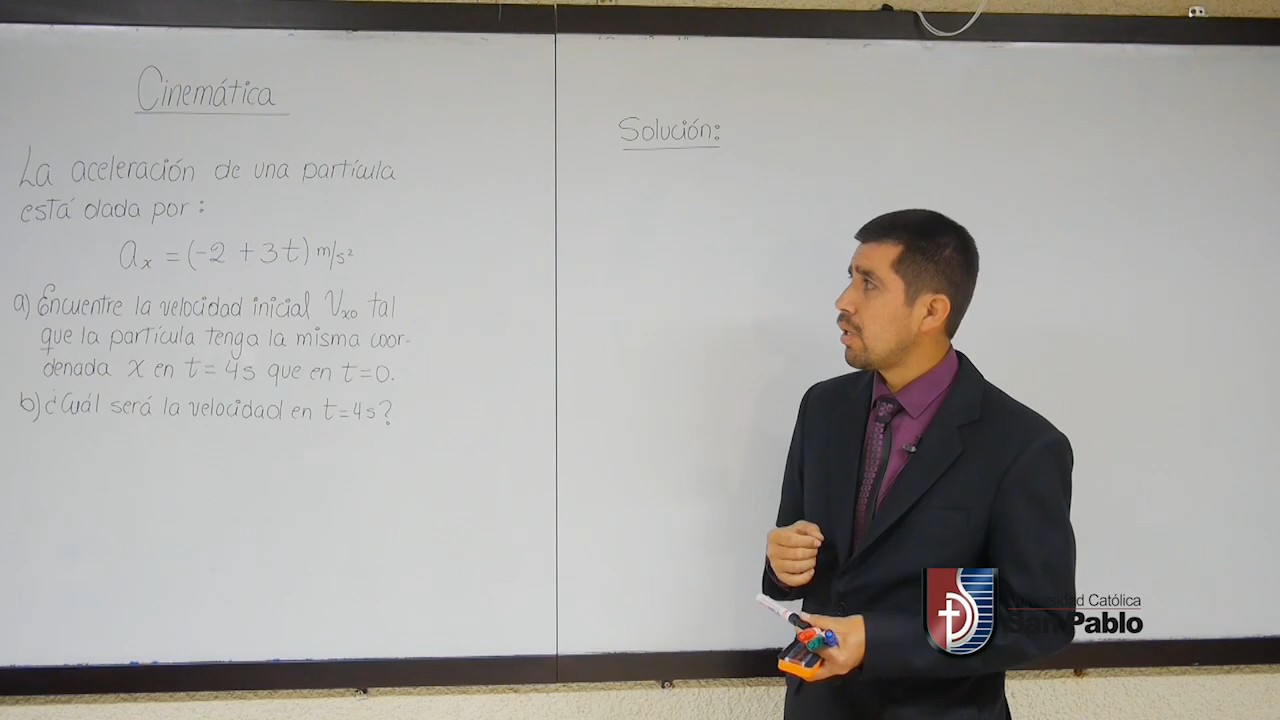 Cinemática
La aceleración de una partícula
está dada por:
aₓ = (-2 + 3t) m/s²
a) Encuentre la velocidad inicial Vₓ₀ tal
que la partícula tenga la misma coor-
denada x en t = 4s que en t=0.
b) ¿Cuál será la velocidad en t=4s?
Solución:
Universidad Católica
San Pablo